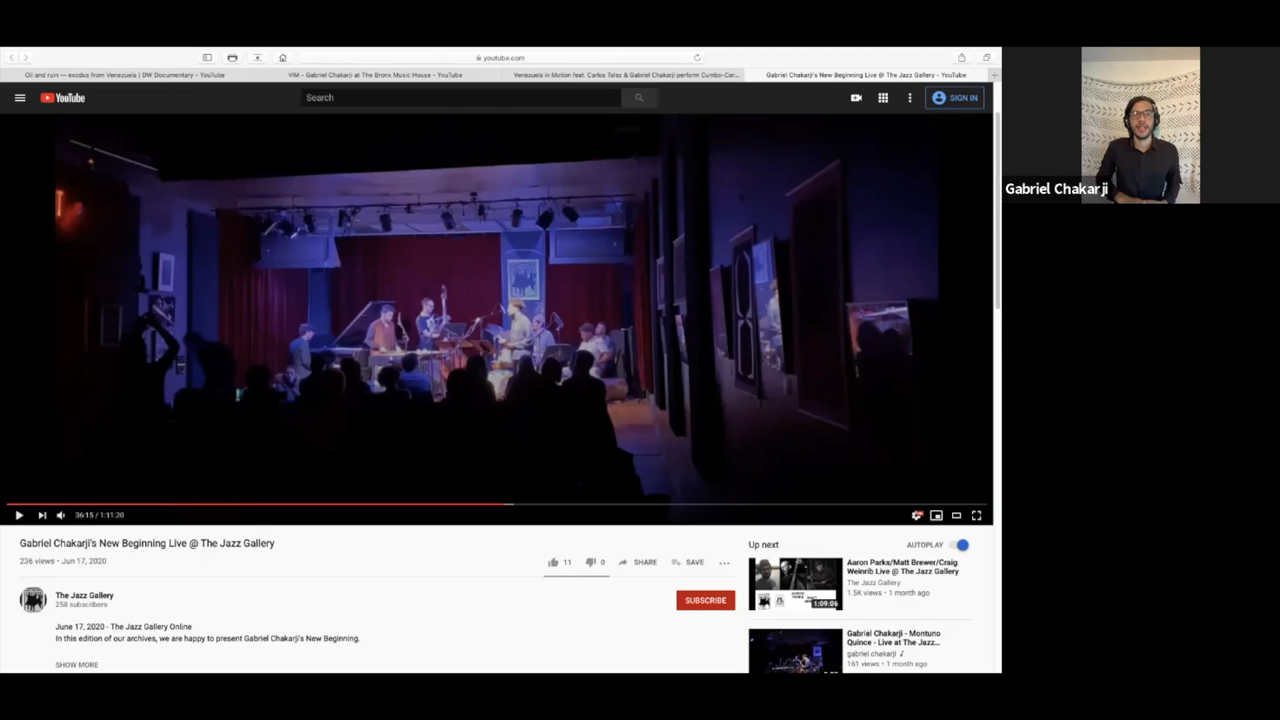 youtube.com
Oil and ruin — exodus from Venezuela | DW Documentary - YouTube
VIM - Gabriel Chakarji at The Bronx Music House - YouTube
Venezuela in Motion feat. Carlos Talez & Gabriel Chakarji perform Cumbo-Car...
Gabriel Chakarji's New Beginning Live @ The Jazz Gallery - YouTube
YouTube
Search
SIGN IN
Gabriel Chakarji
36:15 / 1:11:20
Gabriel Chakarji's New Beginning Live @ The Jazz Gallery
236 views • Jun 17, 2020
11
0
SHARE
SAVE
The Jazz Gallery
258 subscribers
SUBSCRIBE
June 17, 2020 - The Jazz Gallery Online
In this edition of our archives, we are happy to present Gabriel Chakarji's New Beginning.
SHOW MORE
Up next
AUTOPLAY
1:09:06
Aaron Parks/Matt Brewer/Craig
Weinrib Live @ The Jazz Gallery
The Jazz Gallery
1.5K views • 1 month ago
Gabriel Chakarji - Montuno
Quince - Live at The Jazz...
gabriel chakarji
161 views • 1 month ago